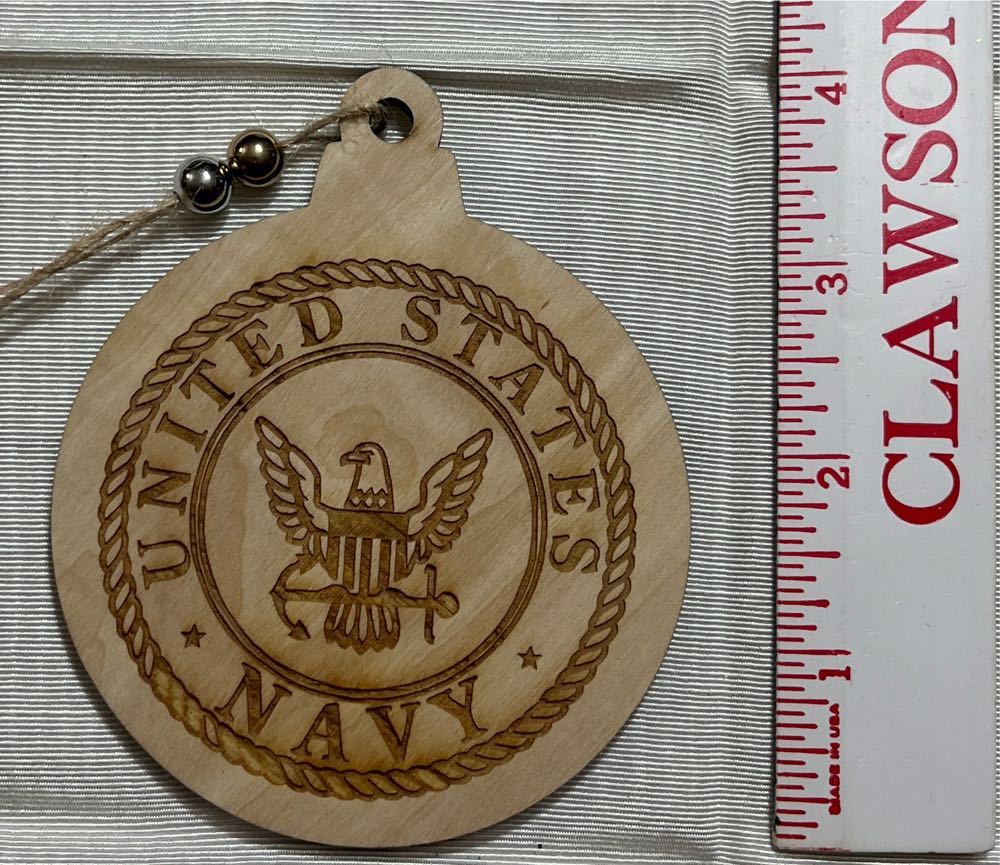 UNITED STATES
NAVY
4
3
2
1
CLAWSON
MADE IN USA